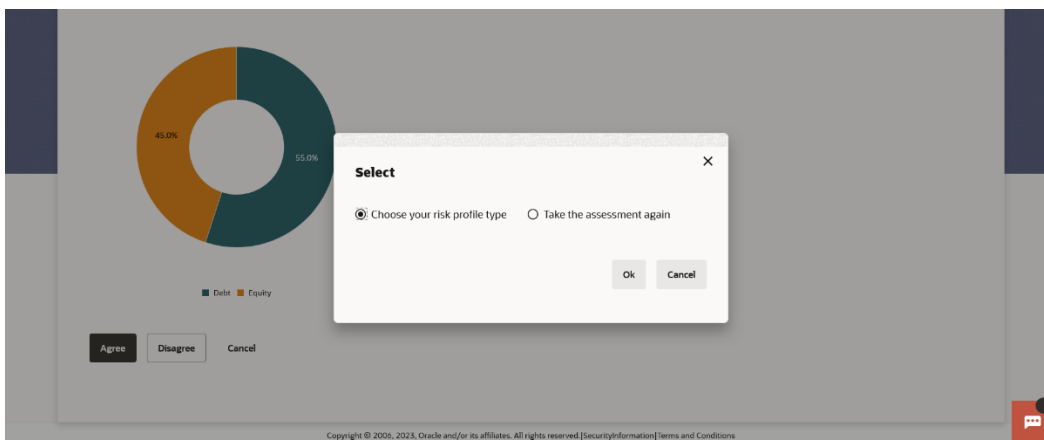 45.0%
55.0%
Debt Equity
Agree Disagree Cancel
Select
Choose your risk profile type Take the assessment again
Ok Cancel
Copyright © 2006, 2023, Oracle and/or its affiliates. All rights reserved.|SecurityInformation|Terms and Conditions